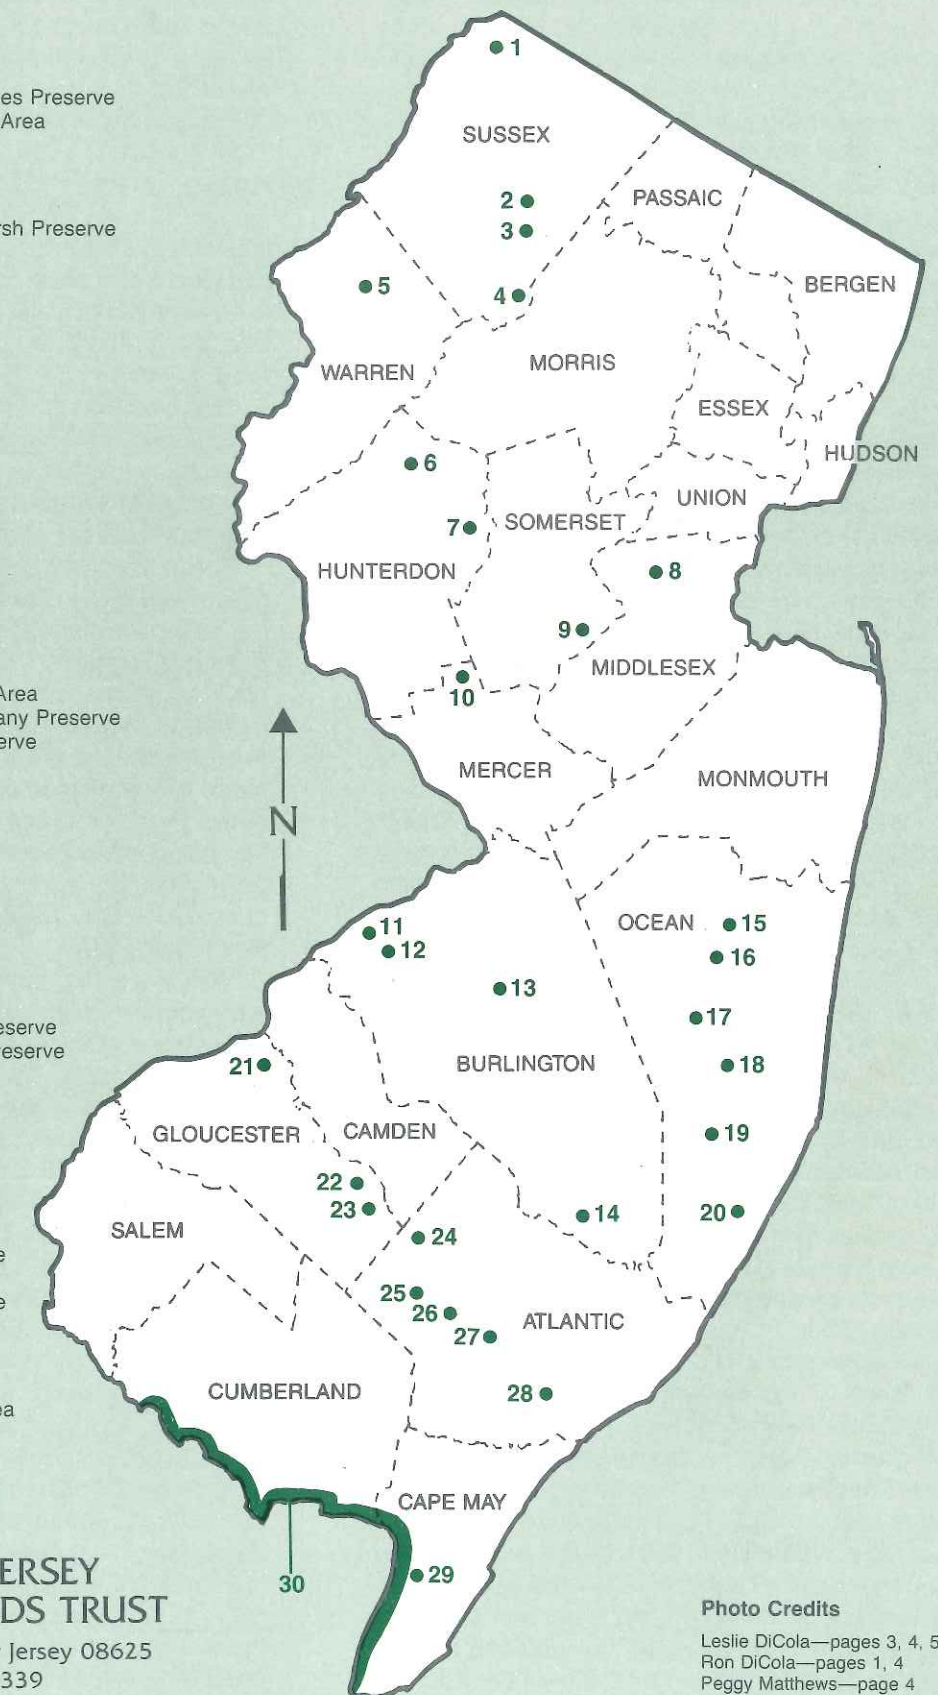 es Preserve
Area
rsh Preserve
Area
any Preserve
erve
eserve
reserve
e
e
ea
ERSEY
DS TRUST
Jersey 08625
339
1
SUSSEX
2
3
PASSAIC
BERGEN
5
4
WARREN
MORRIS
ESSEX
HUDSON
6
UNION
7
SOMERSET
HUNTERDON
8
9
MIDDLESEX
10
MERCER
MONMOUTH
N
11
12
OCEAN
15
16
13
17
BURLINGTON
18
21
GLOUCESTER
CAMDEN
19
22
23
14
20
SALEM
24
25
26
27
ATLANTIC
CUMBERLAND
28
CAPE MAY
29
30
Photo Credits
Leslie DiCola—pages 3, 4, 5
Ron DiCola—pages 1, 4
Peggy Matthews—page 4